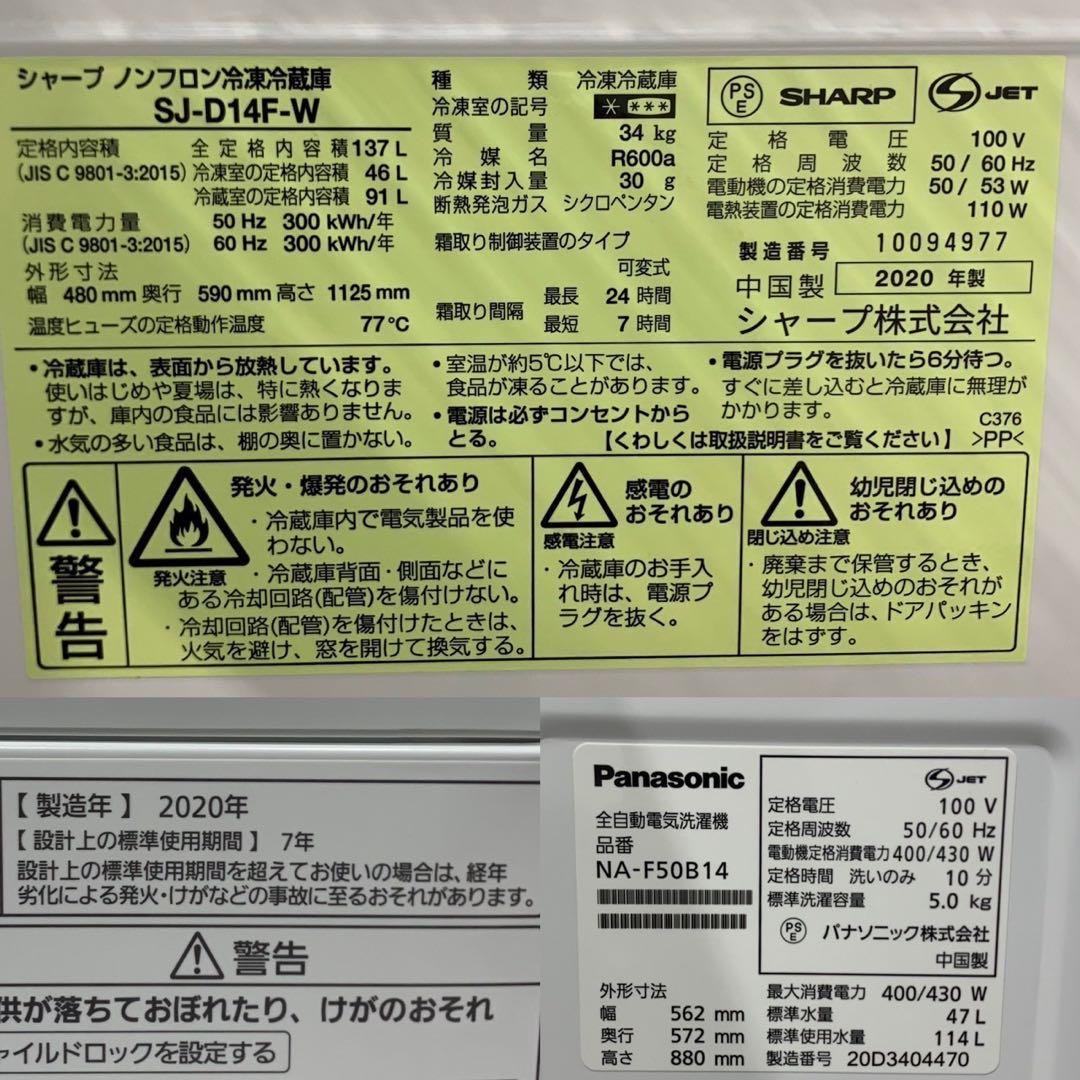 シャープ ノンフロン冷凍冷蔵庫
SJ-D14F-W
定格内容積 全定格内容積 137 L
(JIS C 9801-3:2015) 冷凍室の定格内容積 46 L
冷蔵室の定格内容積 91 L
消費電力量 50 Hz 300 kWh/年
(JIS C 9801-3:2015) 60 Hz 300 kWh/年
外形寸法
幅 480 mm 奥行 590 mm 高さ 1125 mm
温度ヒューズの定格動作温度 77℃
種類 冷凍冷蔵庫
冷凍室の記号 * ***
質量 34 kg
冷媒名 R600a
冷媒封入量 30 g
断熱発泡ガス シクロペンタン
霜取り制御装置のタイプ
可変式
霜取り間隔 最長 24 時間
最短 7 時間
PSE SHARP JET
定格電圧 100 V
定格周波数 50 / 60 Hz
電動機の定格消費電力 50 / 53 W
電熱装置の定格消費電力 110 W
製造番号 10094977
中国製 2020 年製
シャープ株式会社
・冷蔵庫は、表面から放熱しています。
使いはじめや夏場は、特に熱くなりま
すが、庫内の食品には影響ありません。
・水気の多い食品は、棚の奥に置かない。
・室温が約5℃以下では、
食品が凍ることがあります。
・電源は必ずコンセントから
とる。
・電源プラグを抜いたら6分待つ。
すぐに差し込むと冷蔵庫に無理が
かかります。
C376
【くわしくは取扱説明書をご覧ください】 >PP<
警告
発火注意
発火・爆発のおそれあり
・冷蔵庫内で電気製品を使
わない。
・冷蔵庫背面・側面などに
ある冷却回路(配管)を傷付けない。
・冷却回路(配管)を傷付けたときは、
火気を避け、窓を開けて換気する。
感電注意
感電の
おそれあり
・冷蔵庫のお手入
れ時は、電源プ
ラグを抜く。
閉じ込め注意
幼児閉じ込めの
おそれあり
・廃棄まで保管するとき、
幼児閉じ込めのおそれが
ある場合は、ドアパッキン
をはずす。
【 製造年 】 2020年
【 設計上の標準使用期間 】 7年
設計上の標準使用期間を超えてお使いの場合は、経年
劣化による発火・けがなどの事故に至るおそれがあります。
警告
供が落ちておぼれたり、けがのおそれ
ャイルドロックを設定する
Panasonic
全自動電気洗濯機
品番
NA-F50B14
外形寸法
幅 562 mm
奥行 572 mm
高さ 880 mm
JET
定格電圧 100 V
定格周波数 50/60 Hz
電動機定格消費電力 400/430 W
定格時間 洗いのみ 10 分
標準洗濯容量 5.0 kg
PSE パナソニック株式会社
中国製
最大消費電力 400/430 W
標準水量 47 L
標準使用水量 114 L
製造番号 20D3404470